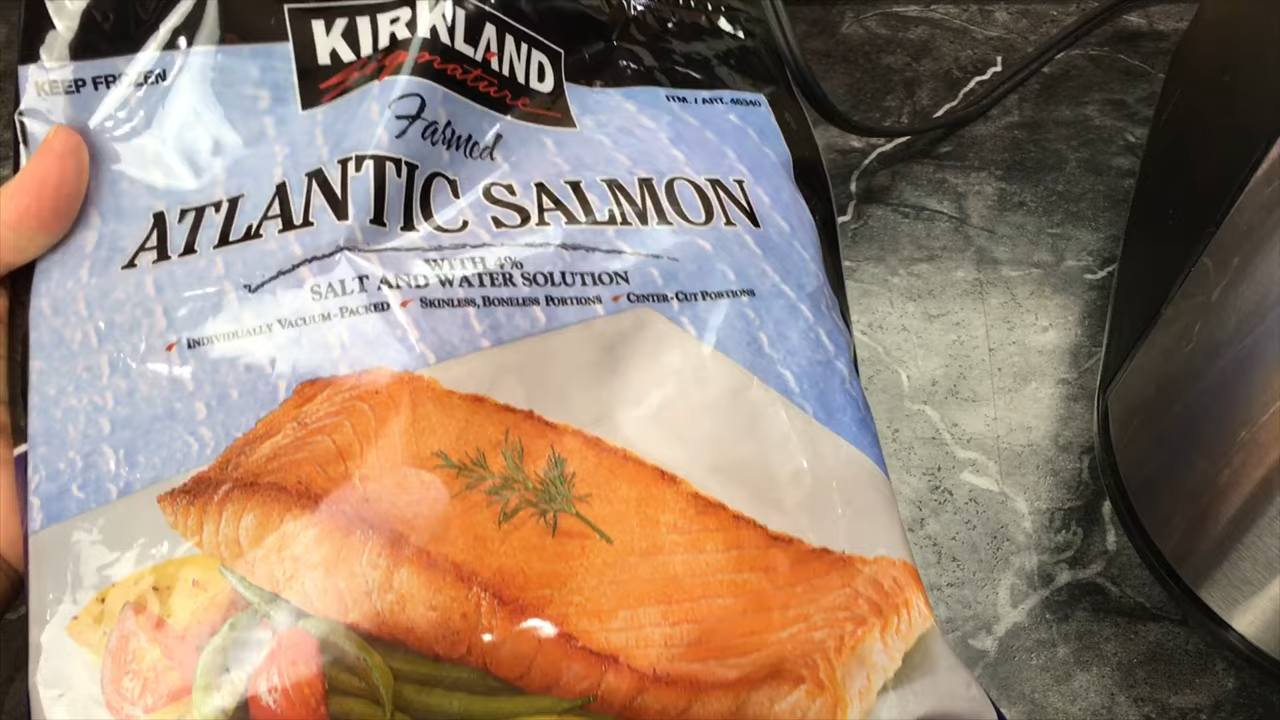 KIRKLAND
Signature
KEEP FROZEN
ITM. / ART. 46340
Farmed
ATLANTIC SALMON
WITH 4%
SALT AND WATER SOLUTION
INDIVIDUALLY VACUUM-PACKED SKINLESS, BONELESS PORTIONS CENTER-CUT PORTIONS